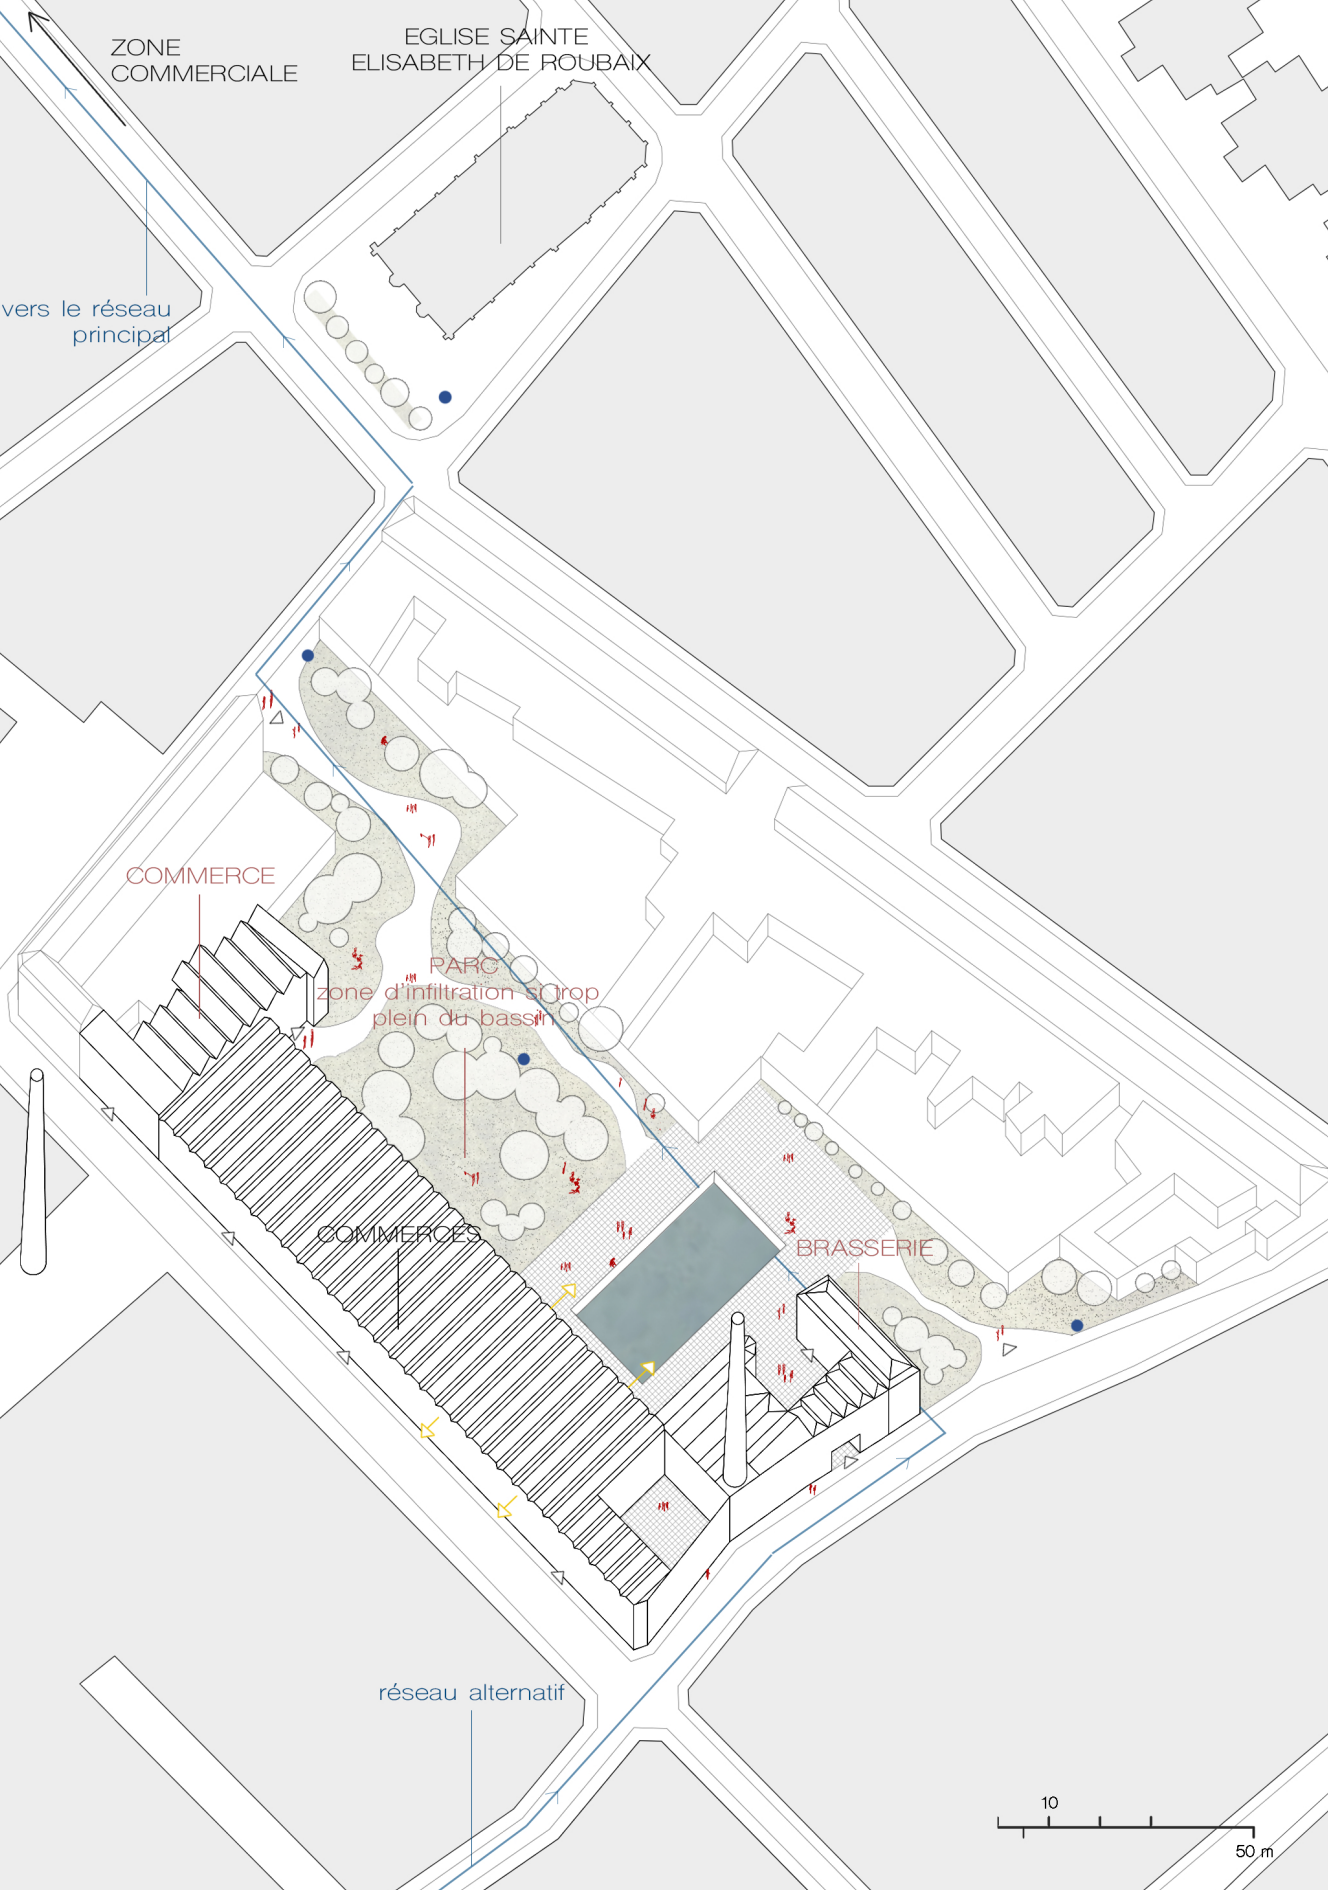 ZONE
COMMERCIALE
EGLISE SAINTE
ELISABETH DE ROUBAIX
vers le réseau
principal
COMMERCE
PARC
zone d'infiltration si trop
plein du bassin
COMMERCES
BRASSERIE
réseau alternatif
10
50 m